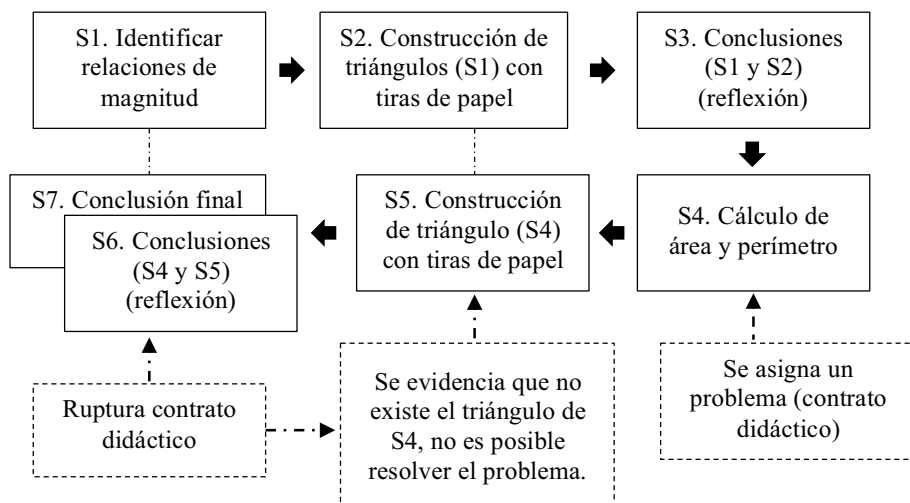 S1. Identificar
relaciones de
magnitud
S2. Construcción de
triángulos (S1) con
tiras de papel
S3. Conclusiones
(S1 y S2)
(reflexión)
S7. Conclusión final
S6. Conclusiones
(S4 y S5)
(reflexión)
S5. Construcción
de triángulo (S4)
con tiras de papel
S4. Cálculo de
área y perímetro
Ruptura contrato
didáctico
Se evidencia que no
existe el triángulo de
S4, no es posible
resolver el problema.
Se asigna un
problema (contrato
didáctico)